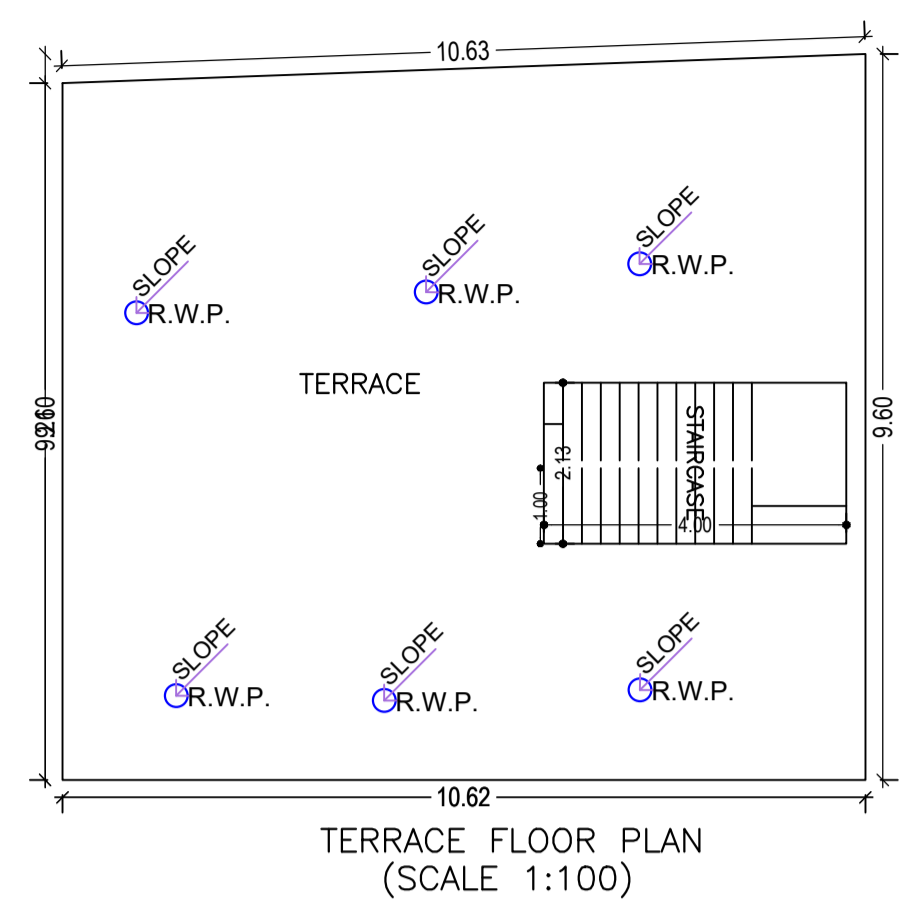 10.63
SLOPE
R.W.P.
SLOPE
R.W.P.
SLOPE
R.W.P.
TERRACE
9.60
STAIRCASE
2.13
1.00
4.00
SLOPE
R.W.P.
SLOPE
R.W.P.
SLOPE
R.W.P.
10.62
TERRACE FLOOR PLAN
(SCALE 1:100)